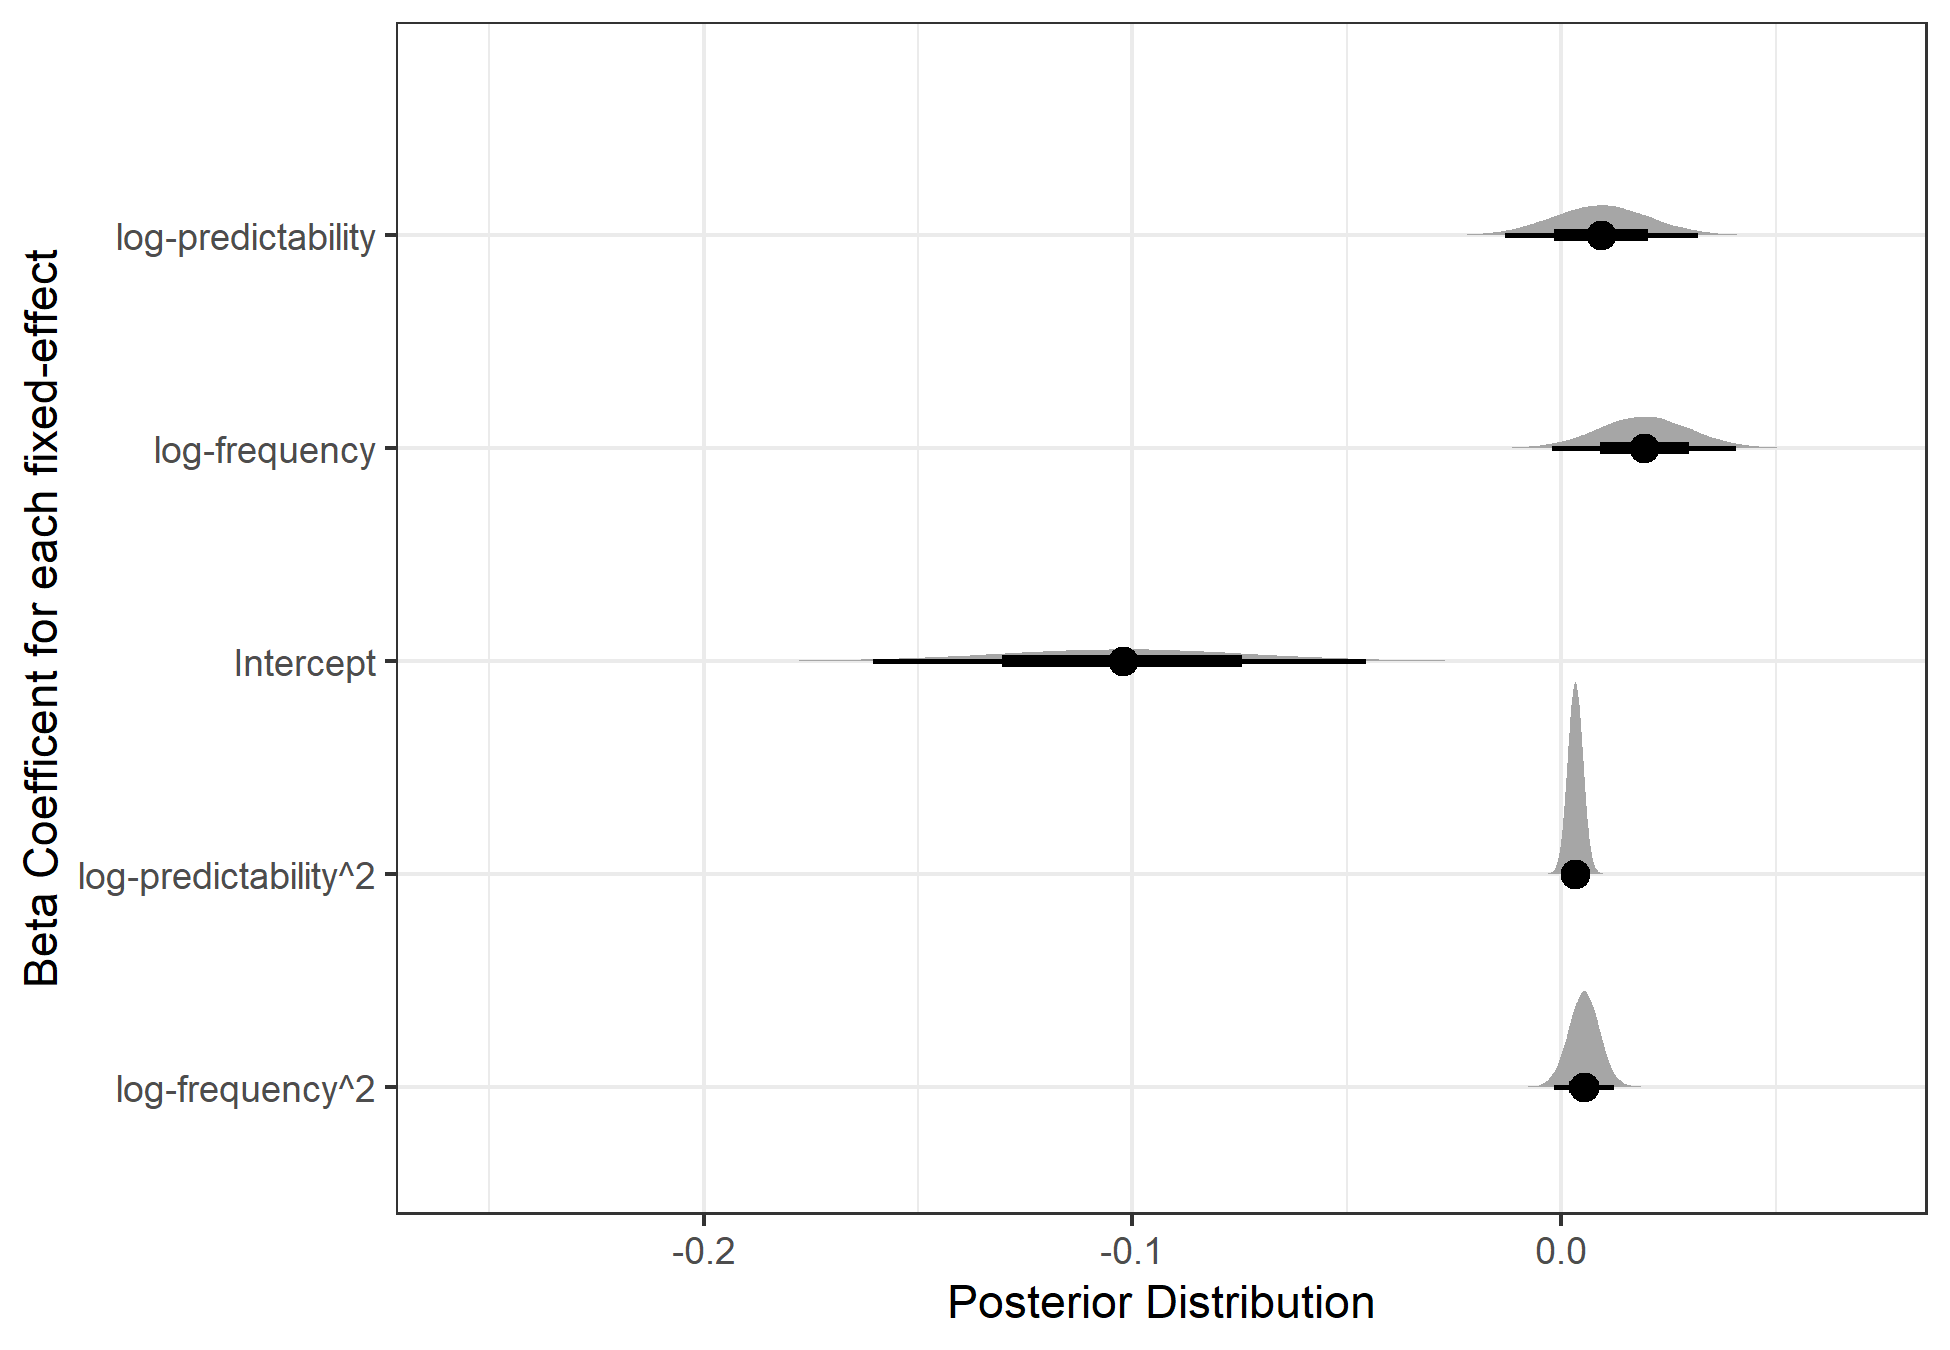 Beta Coefficent for each fixed-effect
log-predictability
log-frequency
Intercept
log-predictability^2
log-frequency^2
-0.2
-0.1
0.0
Posterior Distribution